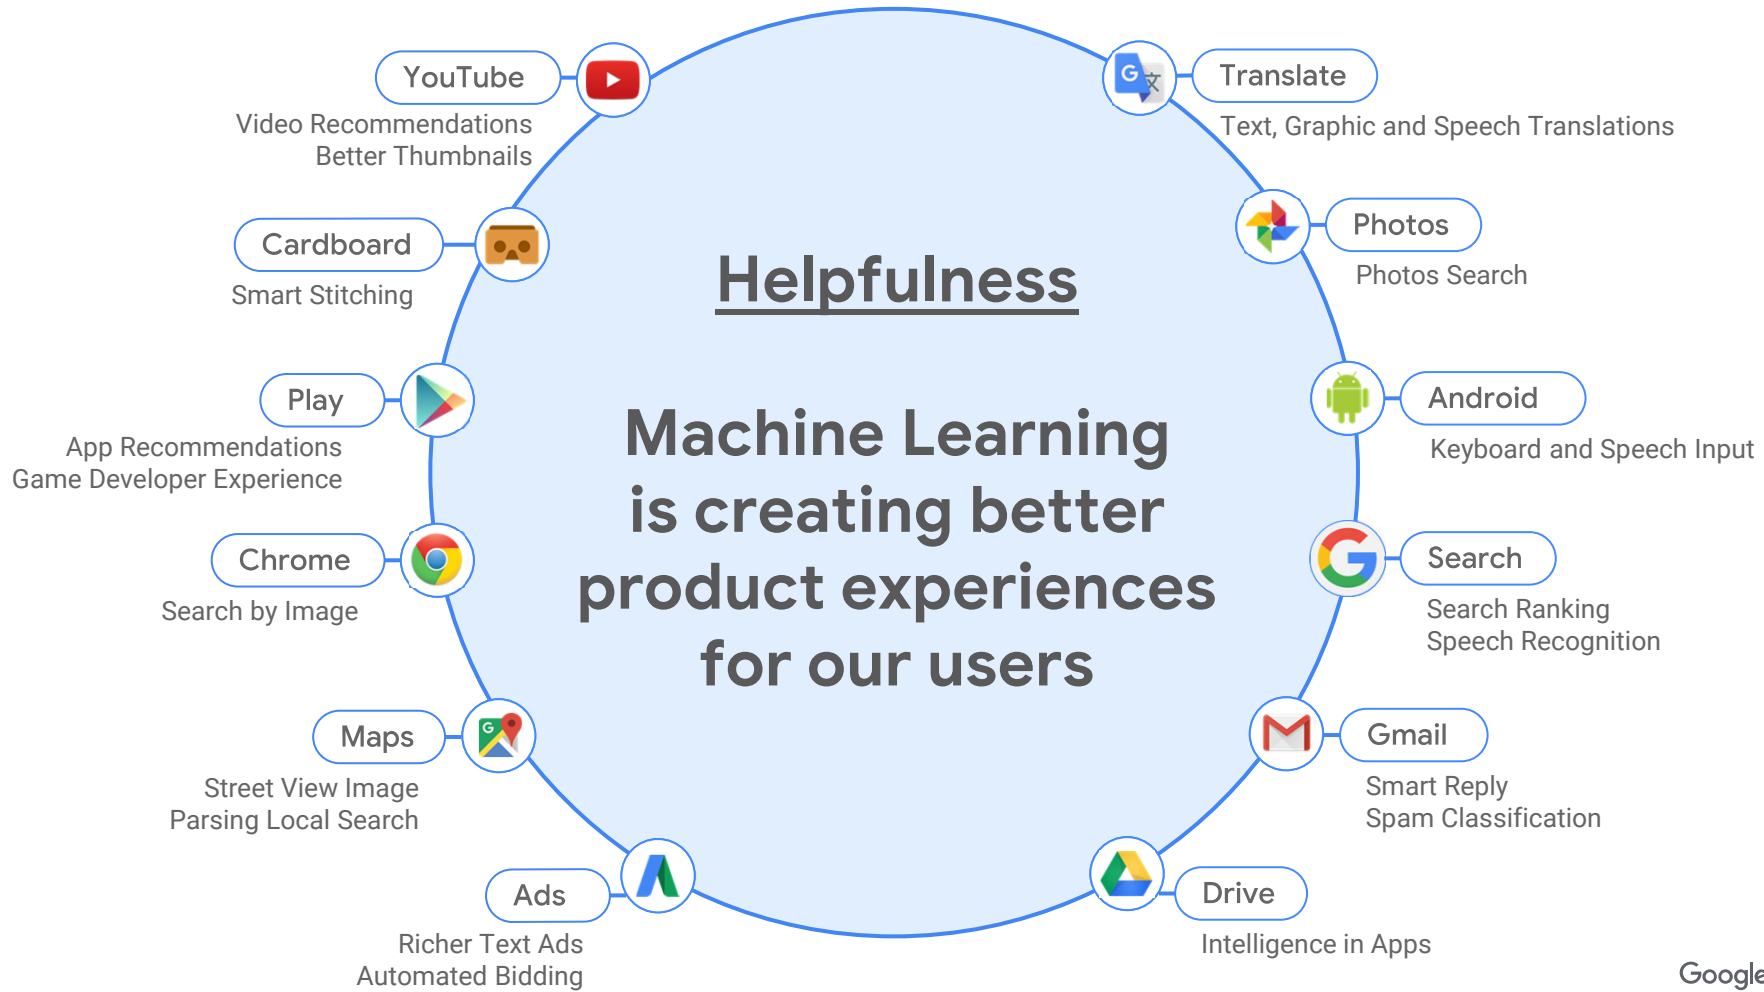 YouTube
Video Recommendations
Better Thumbnails
Cardboard
Smart Stitching
Play
App Recommendations
Game Developer Experience
Chrome
Search by Image
Maps
Street View Image
Parsing Local Search
Ads
Richer Text Ads
Automated Bidding
Helpfulness
Machine Learning
is creating better
product experiences
for our users
Translate
Text, Graphic and Speech Translations
Photos
Photos Search
Android
Keyboard and Speech Input
Search
Search Ranking
Speech Recognition
Gmail
Smart Reply
Spam Classification
Drive
Intelligence in Apps
Google